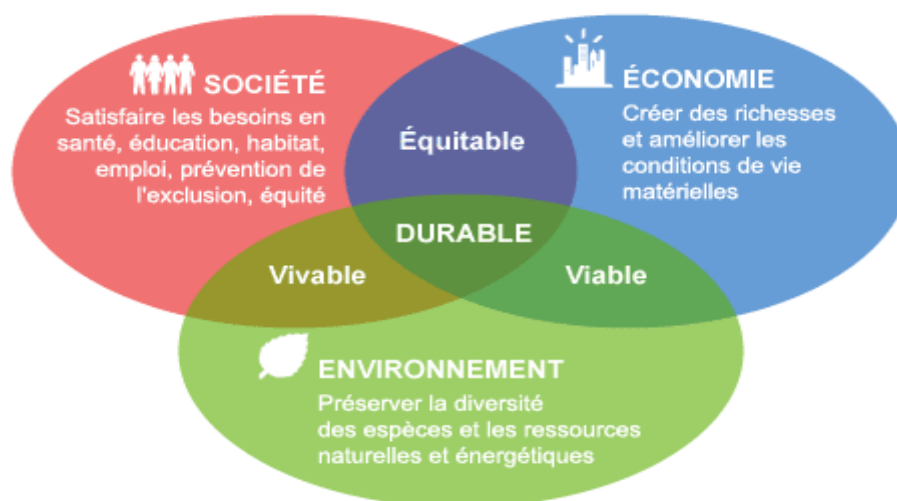 SOCIÉTÉ
Satisfaire les besoins en
santé, éducation, habitat,
emploi, prévention de
l'exclusion, équité
Équitable
ÉCONOMIE
Créer des richesses
et améliorer les
conditions de vie
matérielles
DURABLE
Vivable
Viable
ENVIRONNEMENT
Préserver la diversité
des espèces et les ressources
naturelles et énergétiques